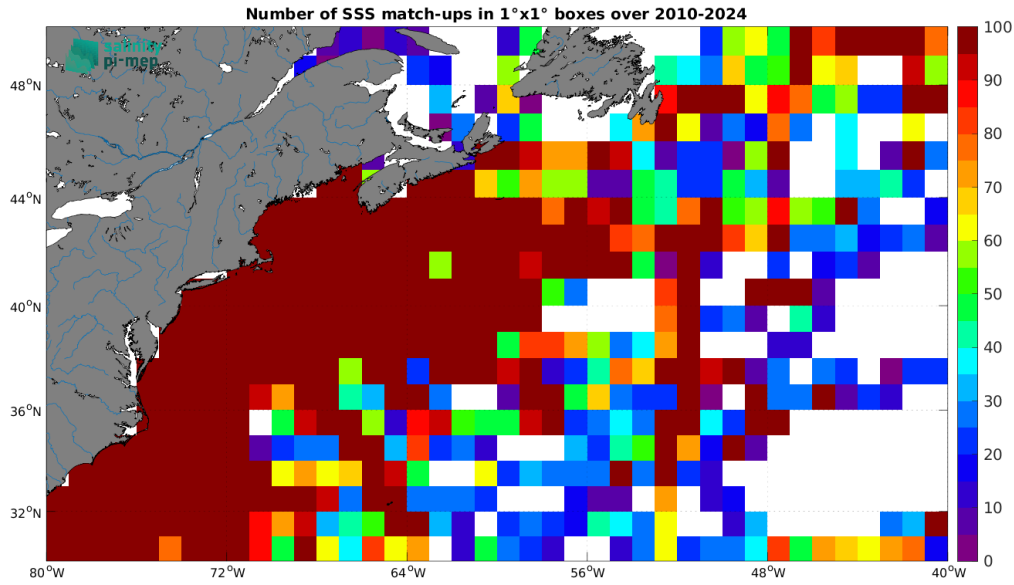 Number of SSS match-ups in 1°x1° boxes over 2010-2024
salinity
pi-mep
48°N
44°N
40°N
36°N
32°N
80°W
72°W
64°W
56°W
48°W
40°W
100
90
80
70
60
50
40
30
20
10
0